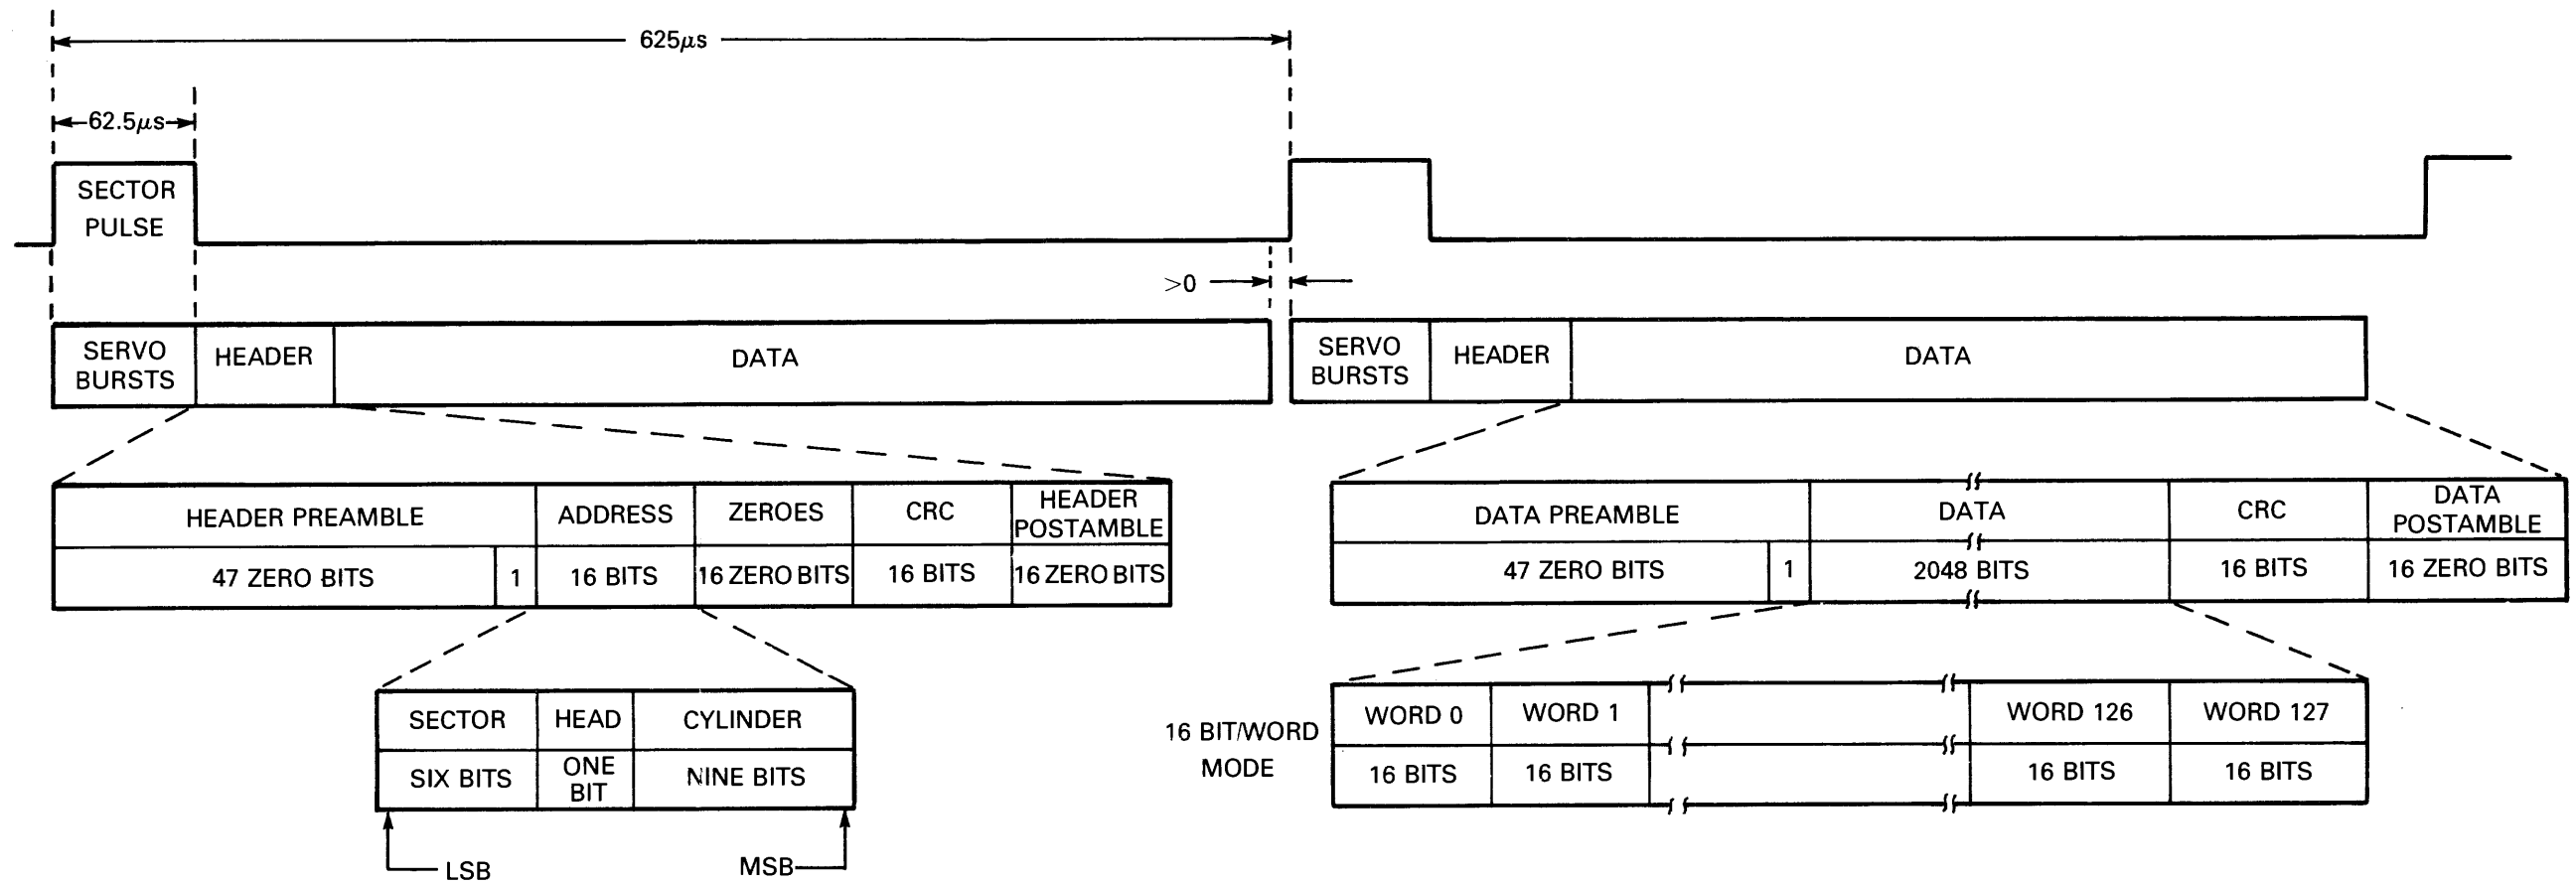 625μs
62.5μs
SECTOR
PULSE
>0
SERVO
BURSTS
HEADER
DATA
SERVO
BURSTS
HEADER
DATA
HEADER PREAMBLE
ADDRESS
ZEROES
CRC
HEADER
POSTAMBLE
47 ZERO BITS
1
16 BITS
16 ZERO BITS
16 BITS
16 ZERO BITS
DATA PREAMBLE
DATA
CRC
DATA
POSTAMBLE
47 ZERO BITS
1
2048 BITS
16 BITS
16 ZERO BITS
SECTOR
HEAD
CYLINDER
SIX BITS
ONE
BIT
NINE BITS
LSB
MSB
16 BIT/WORD
MODE
WORD 0
WORD 1
WORD 126
WORD 127
16 BITS
16 BITS
16 BITS
16 BITS